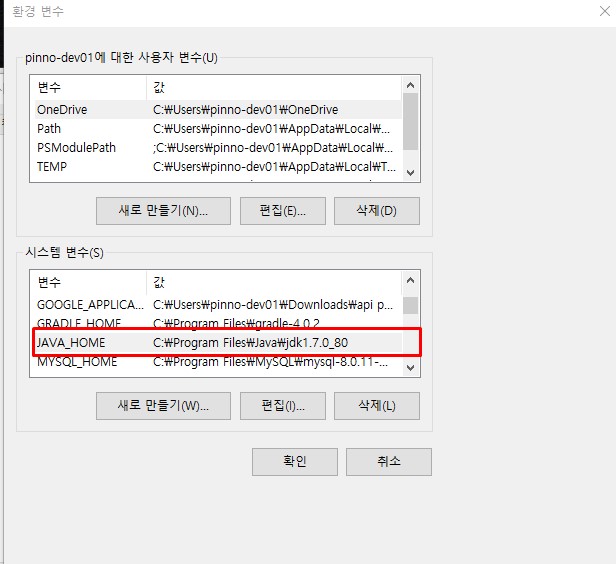 환경 변수
pinno-dev01에 대한 사용자 변수(U)
변수 값
OneDrive C:₩Users₩pinno-dev01₩OneDrive
Path C:₩Users₩pinno-dev01₩AppData₩Local₩...
PSModulePath ;C:₩Users₩pinno-dev01₩AppData₩Local₩...
TEMP C:₩Users₩pinno-dev01₩AppData₩Local₩T...
새로 만들기(N)... 편집(E)... 삭제(D)
시스템 변수(S)
변수 값
GOOGLE_APPLICA... C:₩Users₩pinno-dev01₩Downloads₩api p...
GRADLE_HOME C:₩Program Files₩gradle-4.0.2
JAVA_HOME C:₩Program Files₩Java₩jdk1.7.0_80
MYSQL_HOME C:₩Program Files₩MySQL₩mysql-8.0.11-...
새로 만들기(W)... 편집(I)... 삭제(L)
확인 취소